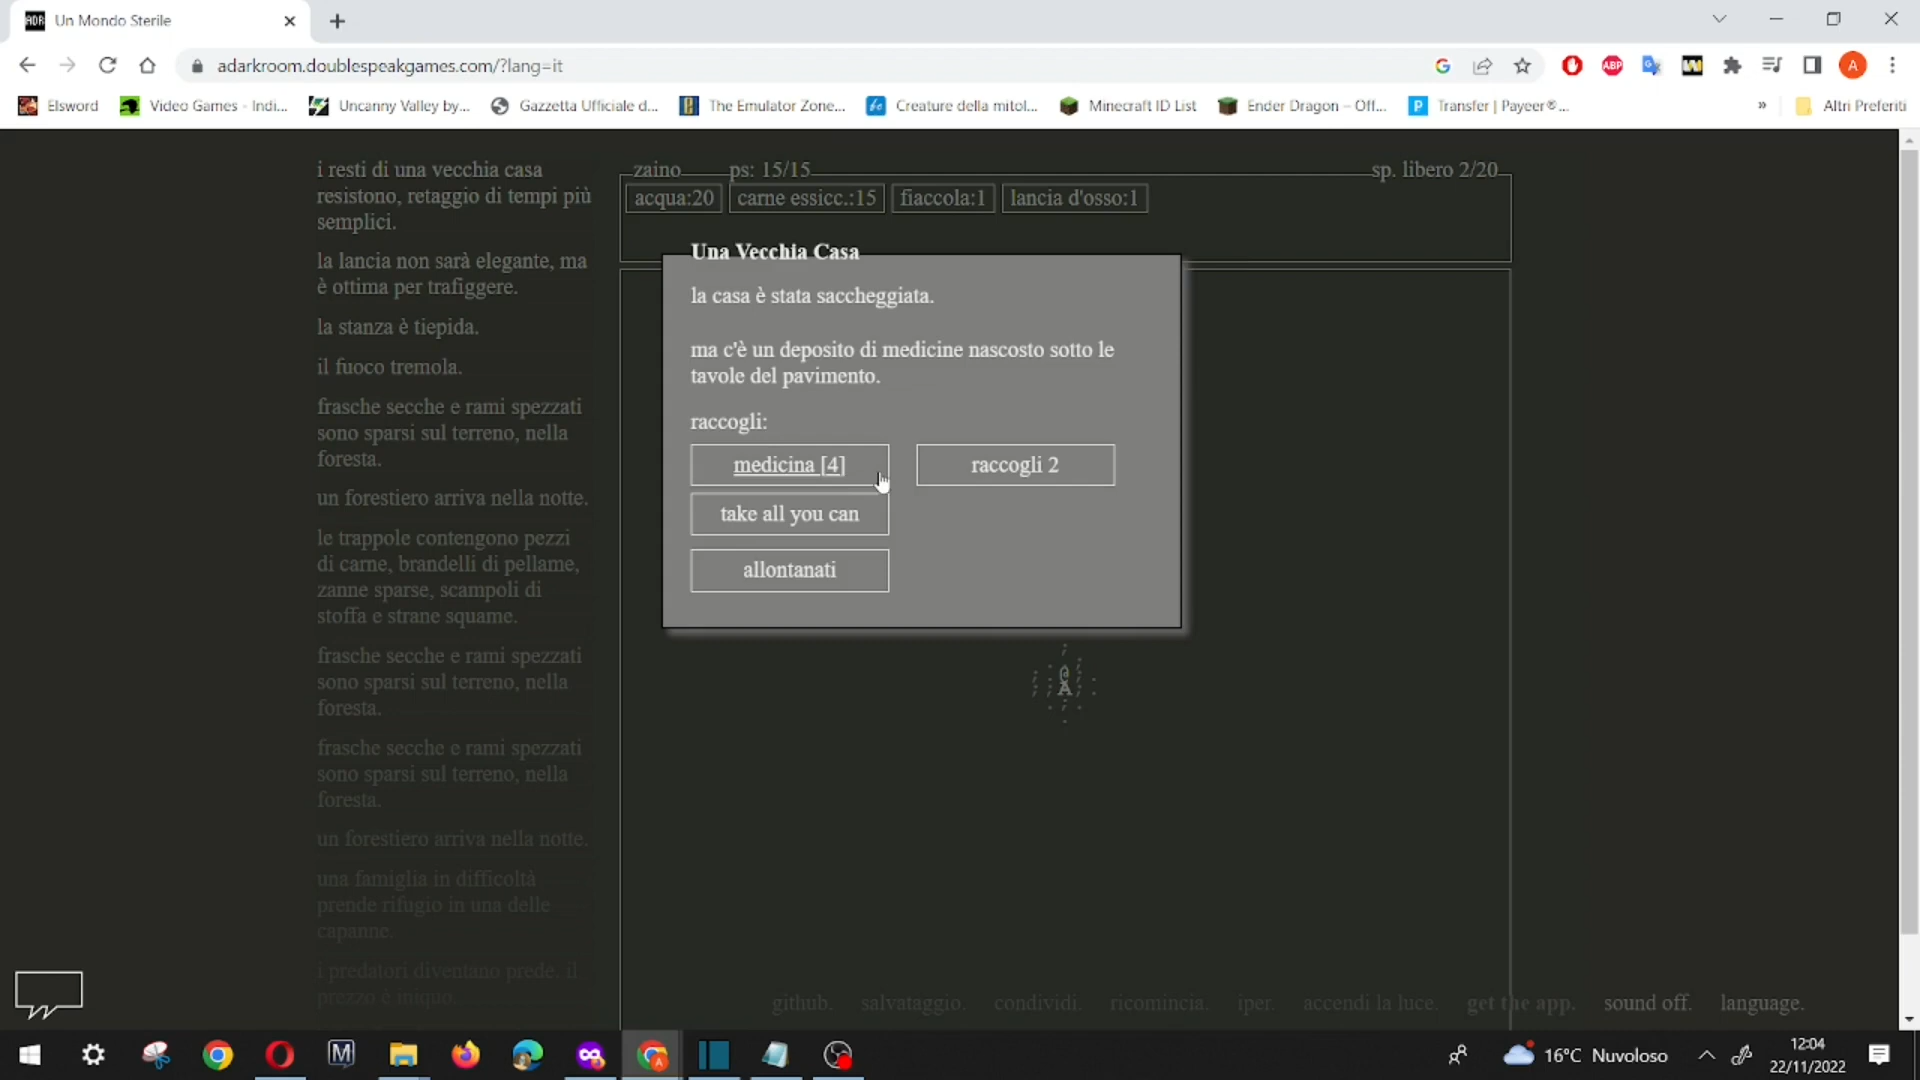 Un Mondo Sterile
adarkroom.doublespeakgames.com/?lang=it
Elsword
Video Games - Indi...
Uncanny Valley by...
Gazzetta Ufficiale d...
The Emulator Zone...
Creature della mitol...
Minecraft ID List
Ender Dragon - Off...
Transfer | Payeer®...
»
Altri Preferiti
i resti di una vecchia casa
resistono, retaggio di tempi più
semplici.
la lancia non sarà elegante, ma
è ottima per trafiggere.
la stanza è tiepida.
il fuoco tremola.
frasche secche e rami spezzati
sono sparsi sul terreno, nella
foresta.
un forestiero arriva nella notte.
le trappole contengono pezzi
di carne, brandelli di pellame,
zanne sparse, scampoli di
stoffa e strane squame.
frasche secche e rami spezzati
sono sparsi sul terreno, nella
foresta.
frasche secche e rami spezzati
sono sparsi sul terreno, nella
foresta.
un forestiero arriva nella notte.
una famiglia in difficoltà
prende rifugio in una delle
capanne.
i predatori diventano prede. il
prezzo è iniquo.
zaino ps: 15/15 sp. libero 2/20
acqua:20 carne essicc.:15 fiaccola:1 lancia d'osso:1
Una Vecchia Casa
la casa è stata saccheggiata.
ma c'è un deposito di medicine nascosto sotto le
tavole del pavimento.
raccogli:
medicina [4] raccogli 2
take all you can
allontanati
github. salvataggio. condividi. ricomincia. iper. accendi la luce. get the app. sound off. language.
16°C Nuvoloso
12:04
22/11/2022